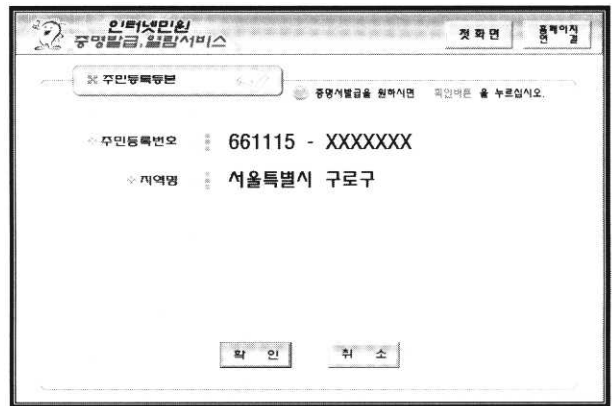 인터넷민원
증명발급,열람서비스
첫화면
홈페이지
연 결
주민등록등본
증명서발급을 원하시면 확인버튼 을 누르십시오.
주민등록번호 661115 - XXXXXXX
지역명 서울특별시 구로구
확 인
취 소